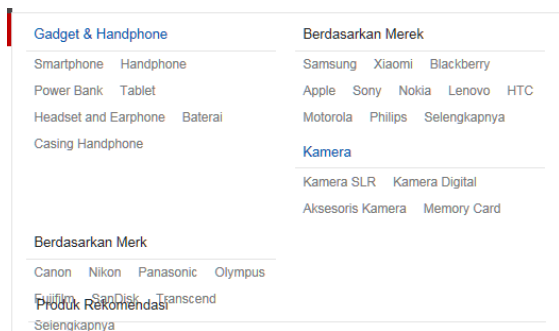 Gadget & Handphone
Smartphone Handphone
Power Bank Tablet
Headset and Earphone Baterai
Casing Handphone
Berdasarkan Merek
Samsung Xiaomi Blackberry
Apple Sony Nokia Lenovo HTC
Motorola Philips Selengkapnya
Kamera
Kamera SLR Kamera Digital
Aksesoris Kamera Memory Card
Berdasarkan Merk
Canon Nikon Panasonic Olympus
Fujifilm SanDisk Transcend
Produk Rekomendasi
Selengkapnya